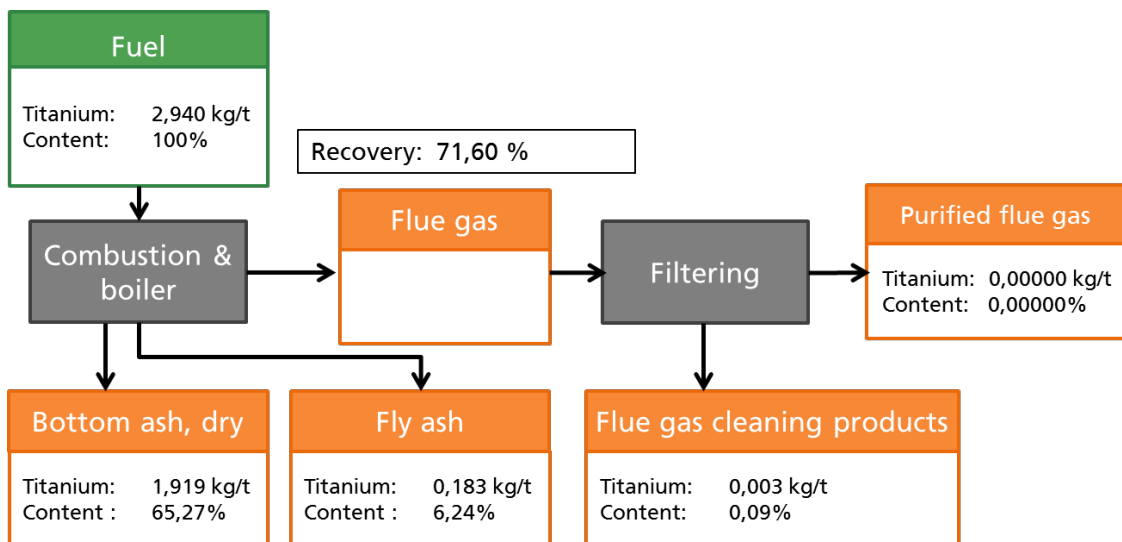 Fuel
Titanium: 2,940 kg/t
Content: 100%
Recovery: 71,60 %
Combustion &
boiler
Flue gas
Filtering
Purified flue gas
Titanium: 0,00000 kg/t
Content: 0,00000%
Bottom ash, dry
Titanium: 1,919 kg/t
Content : 65,27%
Fly ash
Titanium: 0,183 kg/t
Content : 6,24%
Flue gas cleaning products
Titanium: 0,003 kg/t
Content: 0,09%